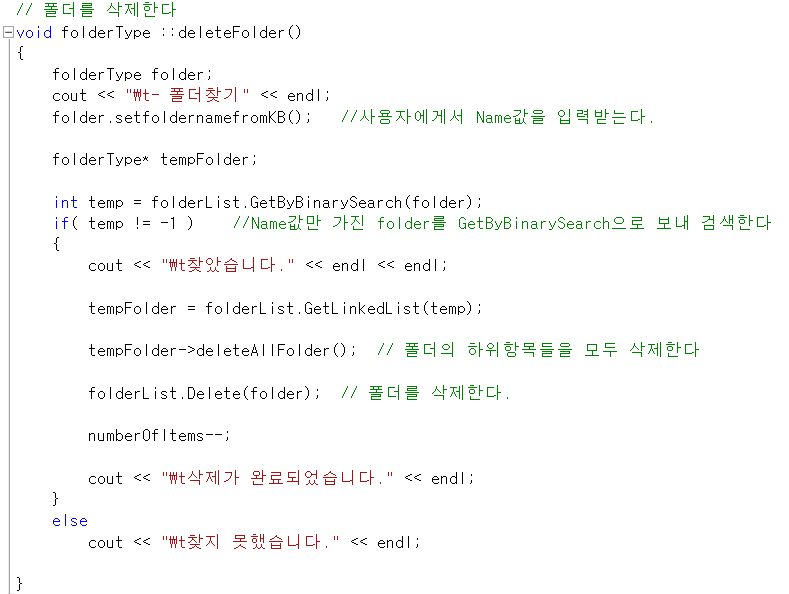 // 폴더를 삭제한다
void folderType ::deleteFolder()
{
folderType folder;
cout << "₩t- 폴더찾기" << endl;
folder.setfoldernamefromKB(); //사용자에게서 Name값을 입력받는다.
folderType* tempFolder;
int temp = folderList.GetByBinarySearch(folder);
if( temp != -1 ) //Name값만 가진 folder를 GetByBinarySearch으로 보내 검색한다
{
cout << "₩t찾았습니다." << endl << endl;
tempFolder = folderList.GetLinkedList(temp);
tempFolder->deleteAllFolder(); // 폴더의 하위항목들을 모두 삭제한다
folderList.Delete(folder); // 폴더를 삭제한다.
numberOfItems--;
cout << "₩t삭제가 완료되었습니다." << endl;
}
else
cout << "₩t찾지 못했습니다." << endl;
}